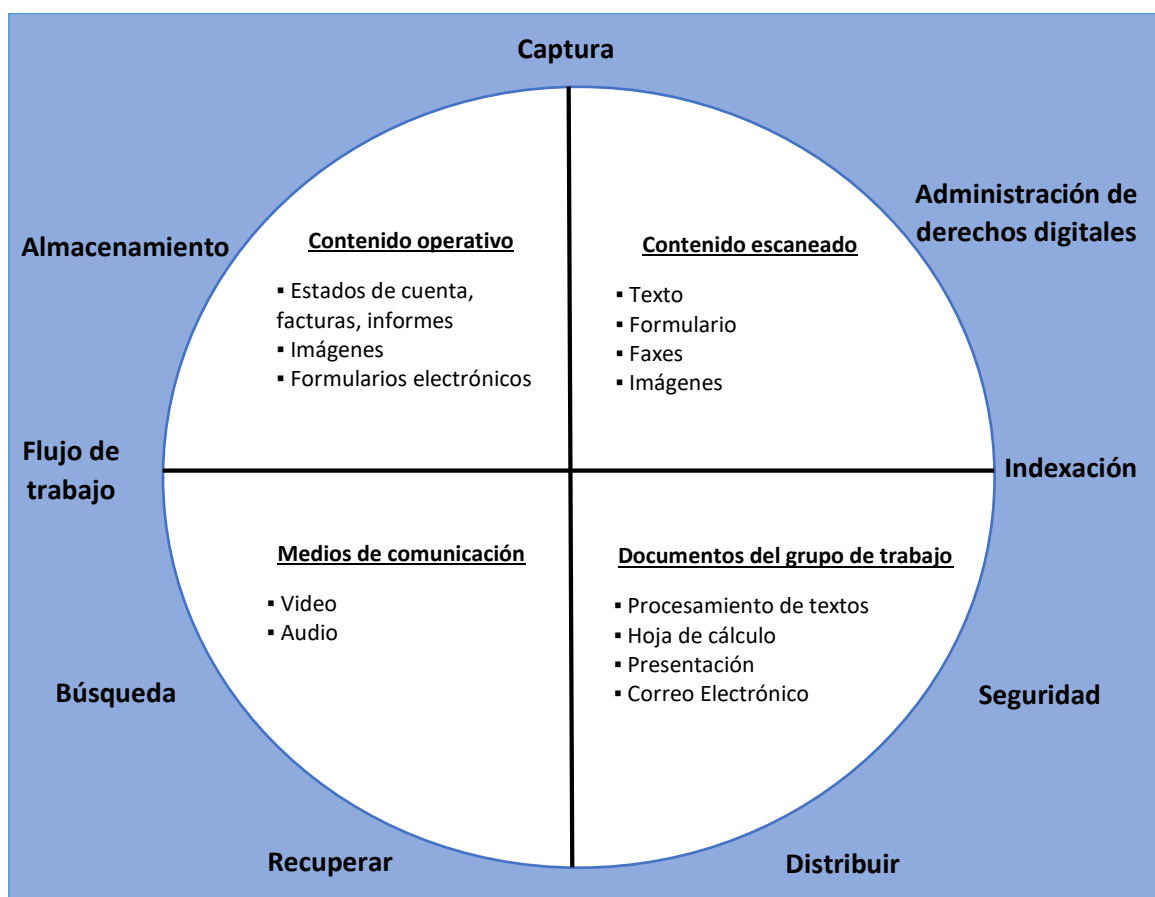 Captura
Administración de
derechos digitales
Almacenamiento
Contenido operativo
▪ Estados de cuenta,
facturas, informes
▪ Imágenes
▪ Formularios electrónicos
Contenido escaneado
▪ Texto
▪ Formulario
▪ Faxes
▪ Imágenes
Flujo de
trabajo
Indexación
Medios de comunicación
▪ Video
▪ Audio
Documentos del grupo de trabajo
▪ Procesamiento de textos
▪ Hoja de cálculo
▪ Presentación
▪ Correo Electrónico
Búsqueda
Seguridad
Recuperar
Distribuir